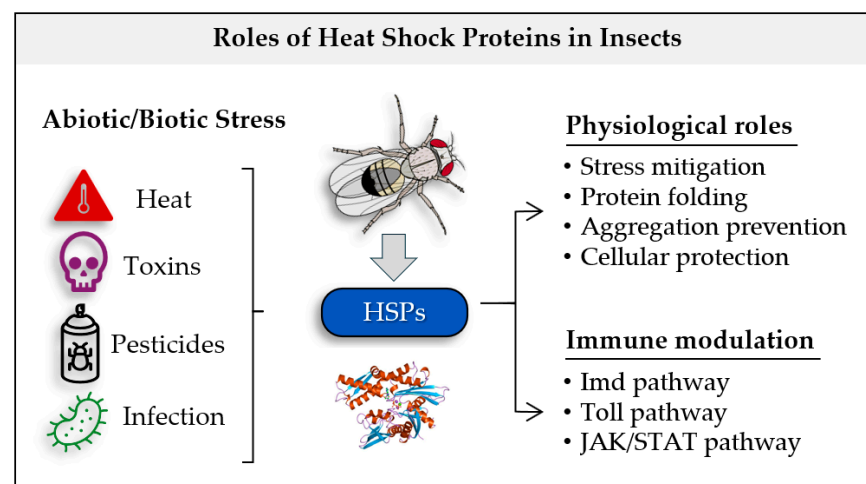 Roles of Heat Shock Proteins in Insects
Abiotic/Biotic Stress
Heat
Toxins
Pesticides
Infection
HSPs
Physiological roles
• Stress mitigation
• Protein folding
• Aggregation prevention
• Cellular protection
Immune modulation
• Imd pathway
• Toll pathway
• JAK/STAT pathway